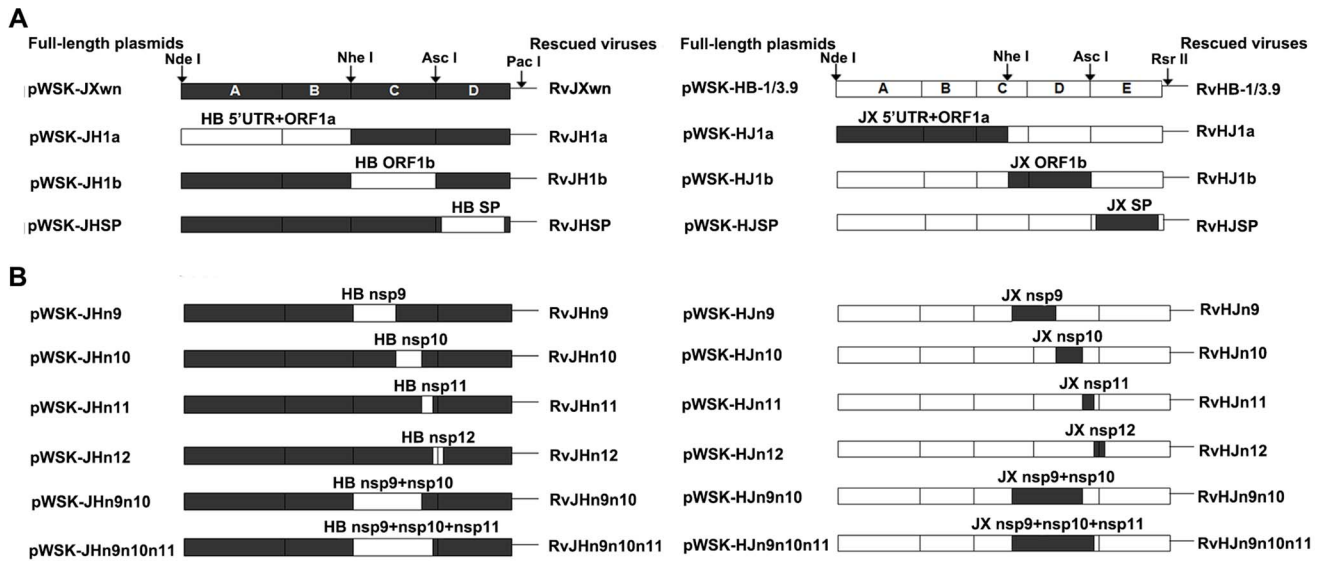 A
Full-length plasmids Nde I Nhe I Asc I Pac I Rescued viruses
pWSK-JXwn A B C D RvJXwn
HB 5’UTR+ORF1a
pWSK-JH1a RvJH1a
HB ORF1b
pWSK-JH1b RvJH1b
HB SP
pWSK-JHSP RvJHSP
Full-length plasmids Nde I Nhe I Asc I Rsr II Rescued viruses
pWSK-HB-1/3.9 A B C D E RvHB-1/3.9
JX 5’UTR+ORF1a
pWSK-HJ1a RvHJ1a
JX ORF1b
pWSK-HJ1b RvHJ1b
JX SP
pWSK-HJSP RvHJSP
B
HB nsp9
pWSK-JHn9 RvJHn9
HB nsp10
pWSK-JHn10 RvJHn10
HB nsp11
pWSK-JHn11 RvJHn11
HB nsp12
pWSK-JHn12 RvJHn12
HB nsp9+nsp10
pWSK-JHn9n10 RvJHn9n10
HB nsp9+nsp10+nsp11
pWSK-JHn9n10n11 RvJHn9n10n11
JX nsp9
pWSK-HJn9 RvHJn9
JX nsp10
pWSK-HJn10 RvHJn10
JX nsp11
pWSK-HJn11 RvHJn11
JX nsp12
pWSK-HJn12 RvHJn12
JX nsp9+nsp10
pWSK-HJn9n10 RvHJn9n10
JX nsp9+nsp10+nsp11
pWSK-HJn9n10n11 RvHJn9n10n11